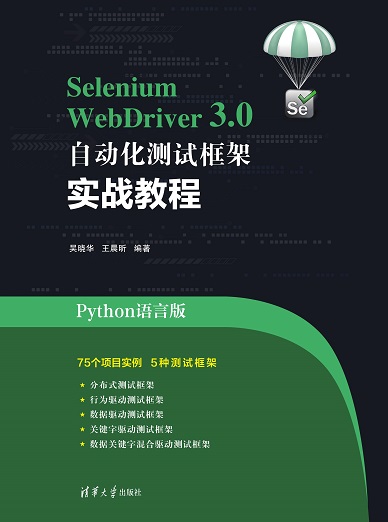 Se
Selenium
WebDriver 3.0
自动化测试框架
实战教程
吴晓华 王晨昕 编著
Python语言版
75个项目实例 5种测试框架
★ 分布式测试框架
★ 行为驱动测试框架
★ 数据驱动测试框架
★ 关键字驱动测试框架
★ 数据关键字混合驱动测试框架
清华大学出版社